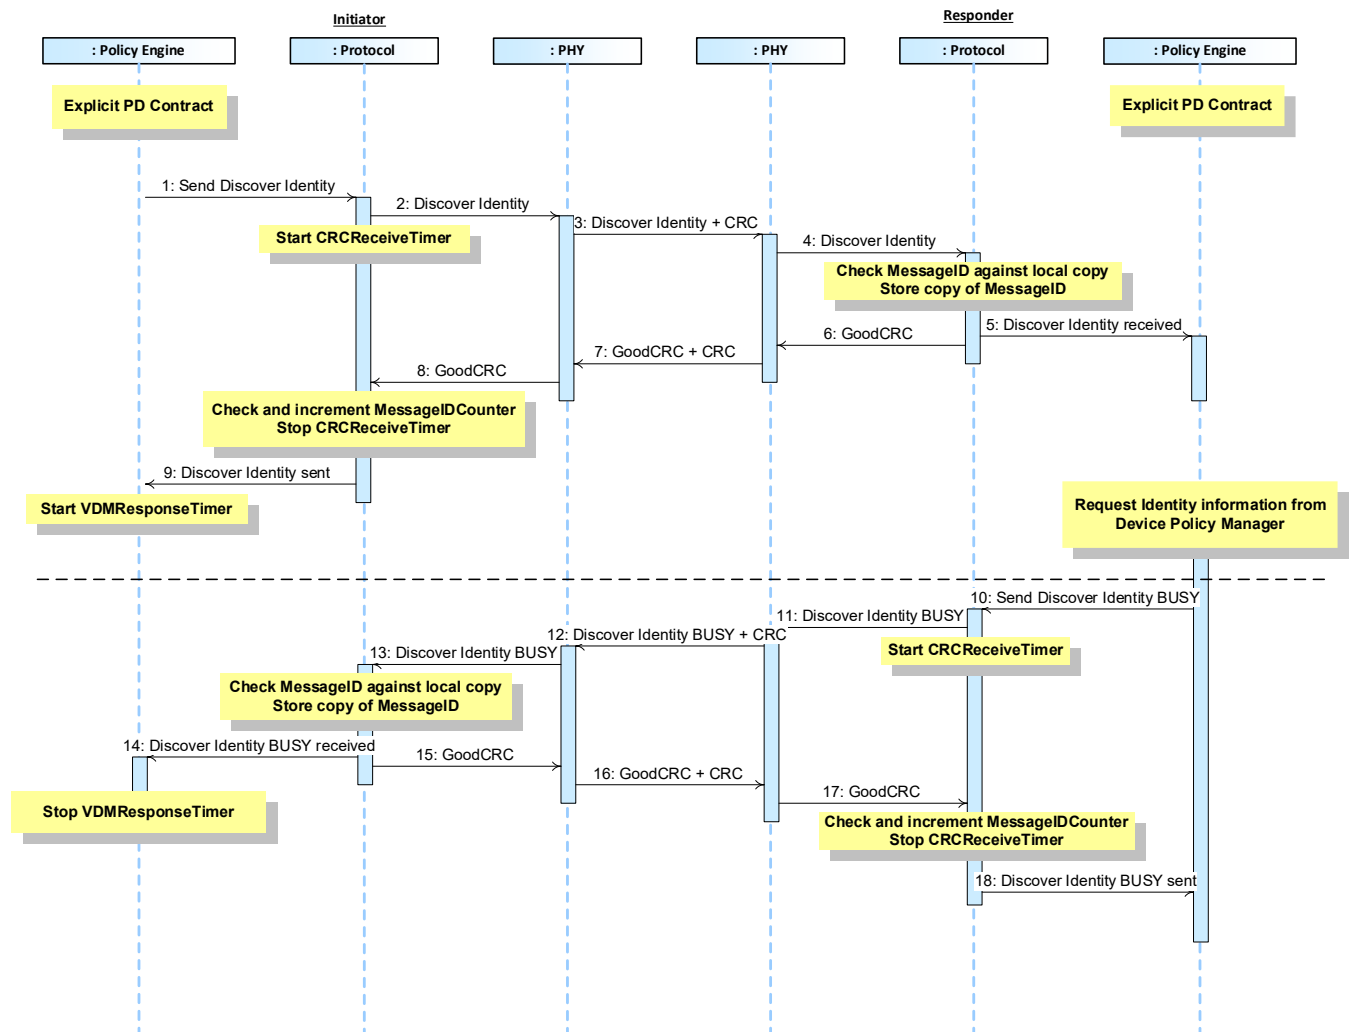 Initiator
Responder
: Policy Engine
: Protocol
: PHY
: PHY
: Protocol
: Policy Engine
Explicit PD Contract
Explicit PD Contract
1: Send Discover Identity
2: Discover Identity
3: Discover Identity + CRC
Start CRCReceiveTimer
4: Discover Identity
Check MessageID against local copy
Store copy of MessageID
5: Discover Identity received
6: GoodCRC
7: GoodCRC + CRC
8: GoodCRC
Check and increment MessageIDCounter
Stop CRCReceiveTimer
9: Discover Identity sent
Start VDMResponseTimer
Request Identity information from
Device Policy Manager
10: Send Discover Identity BUSY
11: Discover Identity BUSY
12: Discover Identity BUSY + CRC
Start CRCReceiveTimer
13: Discover Identity BUSY
Check MessageID against local copy
Store copy of MessageID
14: Discover Identity BUSY received
15: GoodCRC
16: GoodCRC + CRC
17: GoodCRC
Stop VDMResponseTimer
Check and increment MessageIDCounter
Stop CRCReceiveTimer
18: Discover Identity BUSY sent